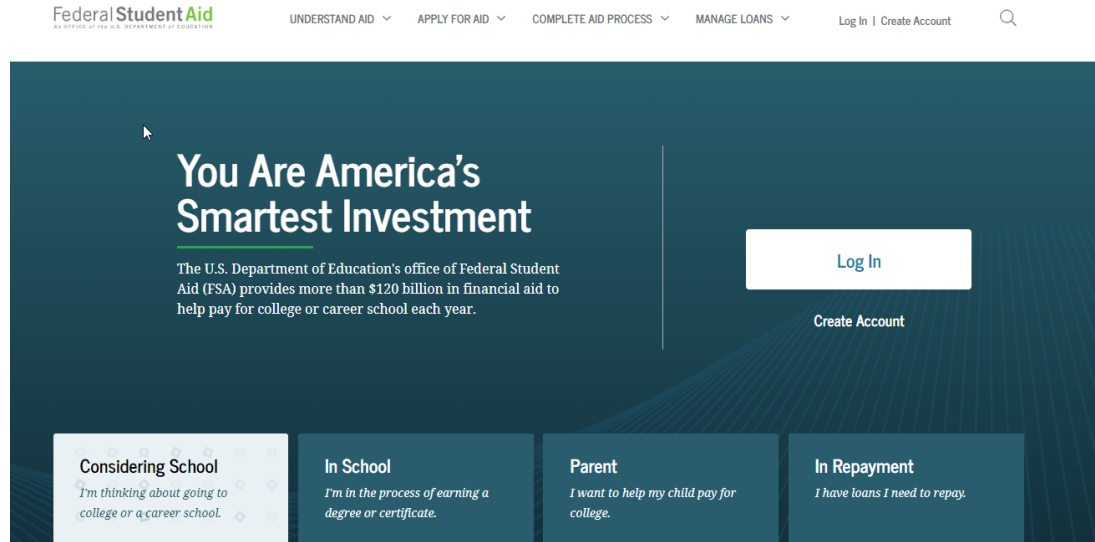 Federal Student Aid
An OFFICE of the U.S. DEPARTMENT of EDUCATION
UNDERSTAND AID
APPLY FOR AID
COMPLETE AID PROCESS
MANAGE LOANS
Log In | Create Account
You Are America's
Smartest Investment
The U.S. Department of Education's office of Federal Student
Aid (FSA) provides more than $120 billion in financial aid to
help pay for college or career school each year.
Log In
Create Account
Considering School
I'm thinking about going to
college or a career school.
In School
I'm in the process of earning a
degree or certificate.
Parent
I want to help my child pay for
college.
In Repayment
I have loans I need to repay.